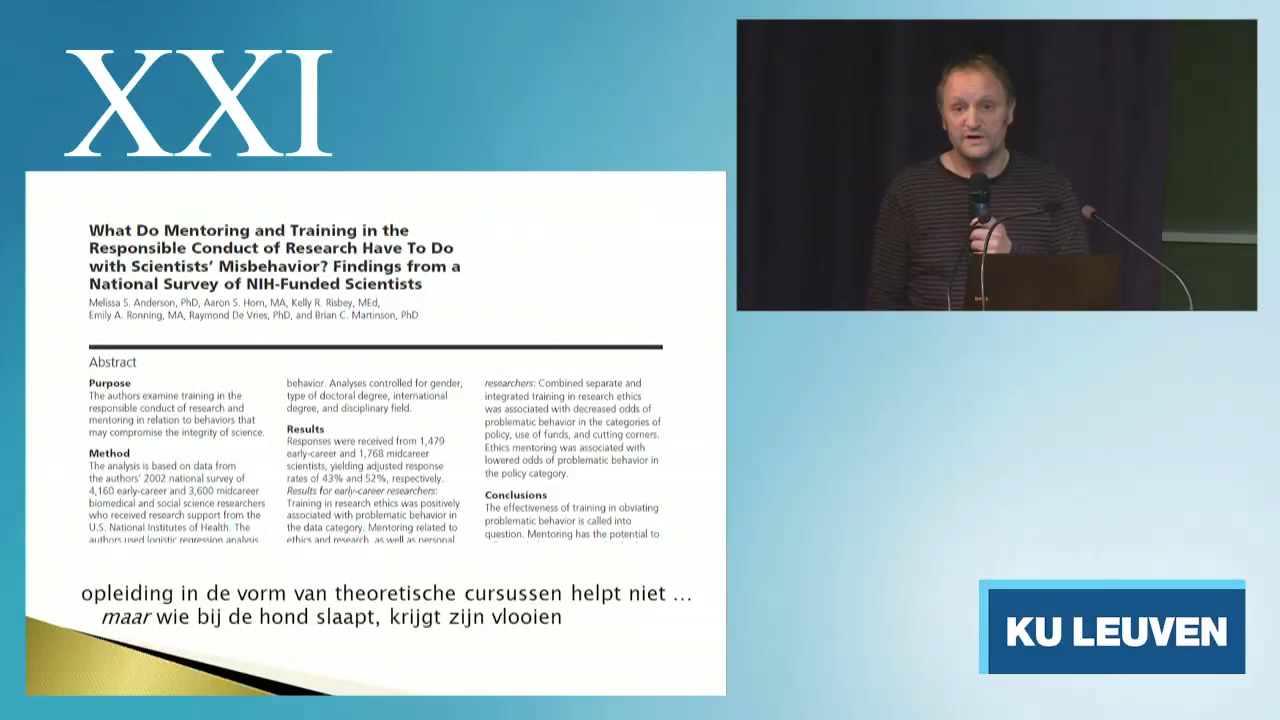 XXI
What Do Mentoring and Training in the
Responsible Conduct of Research Have To Do
with Scientists' Misbehavior? Findings from a
National Survey of NIH-Funded Scientists
Melissa S. Anderson, PhD, Aaron S. Horn, MA, Kelly R. Risbey, MEd,
Emily A. Ronning, MA, Raymond De Vries, PhD, and Brian C. Martinson, PhD
Abstract
Purpose
The authors examine training in the
responsible conduct of research and
mentoring in relation to behaviors that
may compromise the integrity of science.
Method
The analysis is based on data from
the authors' 2002 national survey of
4,160 early-career and 3,600 midcareer
biomedical and social science researchers
who received research support from the
U.S. National Institutes of Health. The
authors used logistic regression analysis
behavior. Analyses controlled for gender,
type of doctoral degree, international
degree, and disciplinary field.
Results
Responses were received from 1,479
early-career and 1,768 midcareer
scientists, yielding adjusted response
rates of 43% and 52%, respectively.
Results for early-career researchers:
Training in research ethics was positively
associated with problematic behavior in
the data category. Mentoring related to
ethics and research, as well as personal
researchers: Combined separate and
integrated training in research ethics
was associated with decreased odds of
problematic behavior in the categories of
policy, use of funds, and cutting corners.
Ethics mentoring was associated with
lowered odds of problematic behavior in
the policy category.
Conclusions
The effectiveness of training in obviating
problematic behavior is called into
question. Mentoring has the potential to
opleiding in de vorm van theoretische cursussen helpt niet ...
maar wie bij de hond slaapt, krijgt zijn vlooien
KU LEUVEN